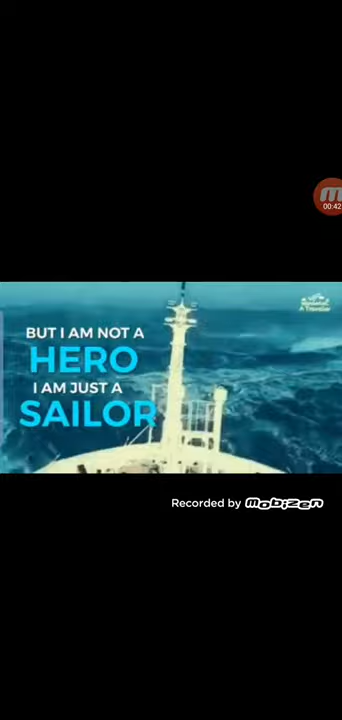 00:42
BUT I AM NOT A
HERO
I AM JUST A
SAILOR
Recorded by mobizen